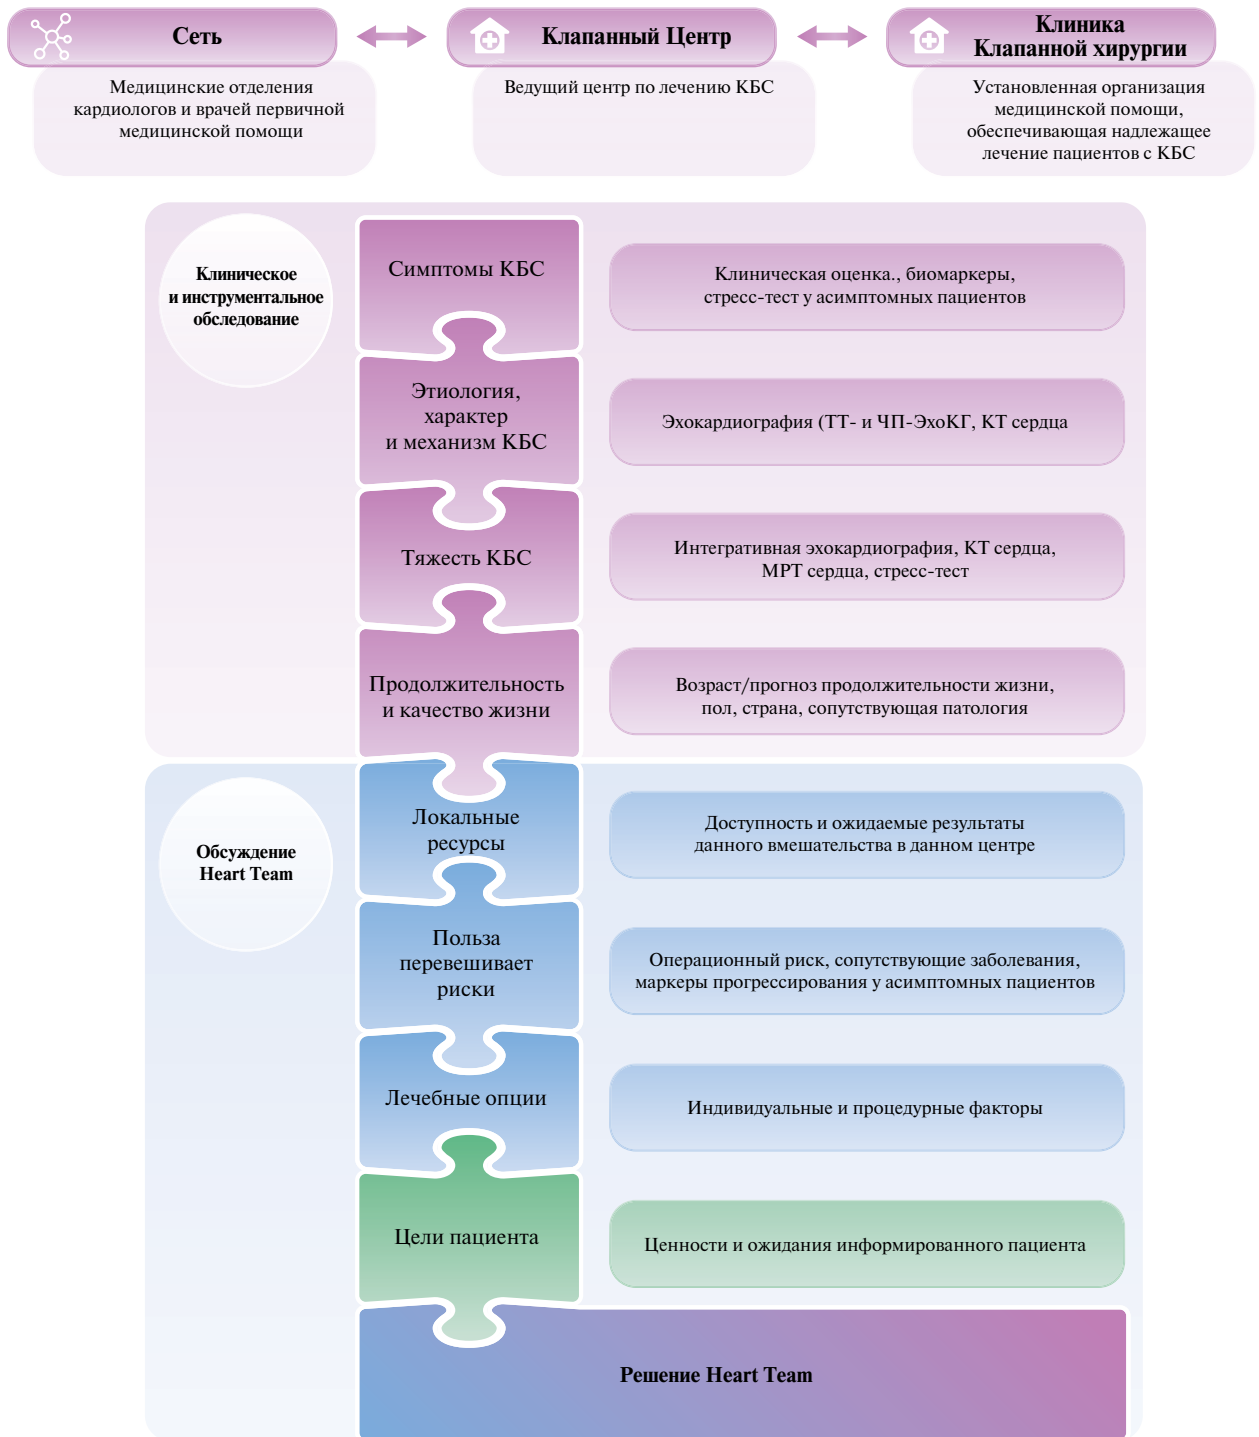 Сеть
Клапанный Центр
Клиника
Клапанной хирургии
Медицинские отделения
кардиологов и врачей первичной
медицинской помощи
Ведущий центр по лечению КБС
Установленная организация
медицинской помощи,
обеспечивающая надлежащее
лечение пациентов с КБС
Клиническое
и инструментальное
обследование
Симптомы КБС
Клиническая оценка., биомаркеры,
стресс-тест у асимптомных пациентов
Этиология,
характер
и механизм КБС
Эхокардиография (ТТ- и ЧП-ЭхоКГ, КТ сердца
Тяжесть КБС
Интегративная эхокардиография, КТ сердца,
МРТ сердца, стресс-тест
Продолжительность
и качество жизни
Возраст/прогноз продолжительности жизни,
пол, страна, сопутствующая патология
Обсуждение
Heart Team
Локальные
ресурсы
Доступность и ожидаемые результаты
данного вмешательства в данном центре
Польза
перевешивает
риски
Операционный риск, сопутствующие заболевания,
маркеры прогрессирования у асимптомных пациентов
Лечебные опции
Индивидуальные и процедурные факторы
Цели пациента
Ценности и ожидания информированного пациента
Решение Heart Team